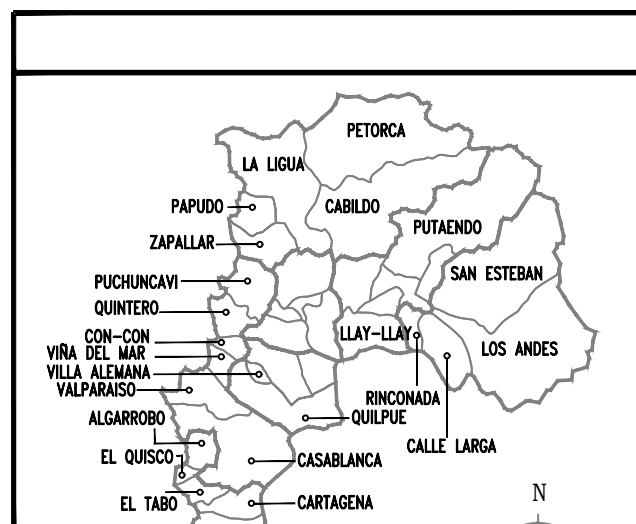 PETORCA
LA LIGUA
PAPUDO
CABILDO
PUTAENDO
ZAPALLAR
SAN ESTEBAN
PUCHUNCAVI
QUINTERO
LLAY-LLAY
CON-CON
VIÑA DEL MAR
LOS ANDES
VILLA ALEMANA
VALPARAISO
RINCONADA
ALGARROBO
QUILPUE
CALLE LARGA
EL QUISCO
CASABLANCA
EL TABO
CARTAGENA
N